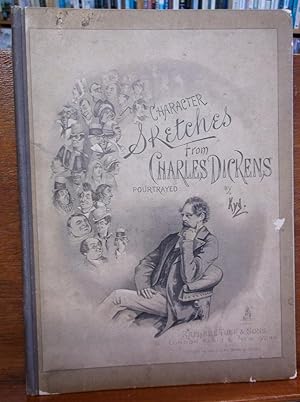 CHARACTER
Sketches
from
CHARLES DICKENS
POURTRAYED
BY
Kyd.
RAPHAEL TUCK & SONS
LONDON PARIS & NEW YORK